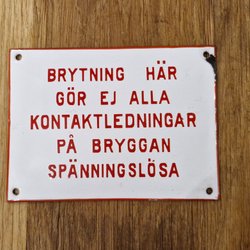 BRYTNING HÄR
GÖR EJ ALLA
KONTAKTLEDNINGAR
PÅ BRYGGAN
SPÄNNINGSLÖSA